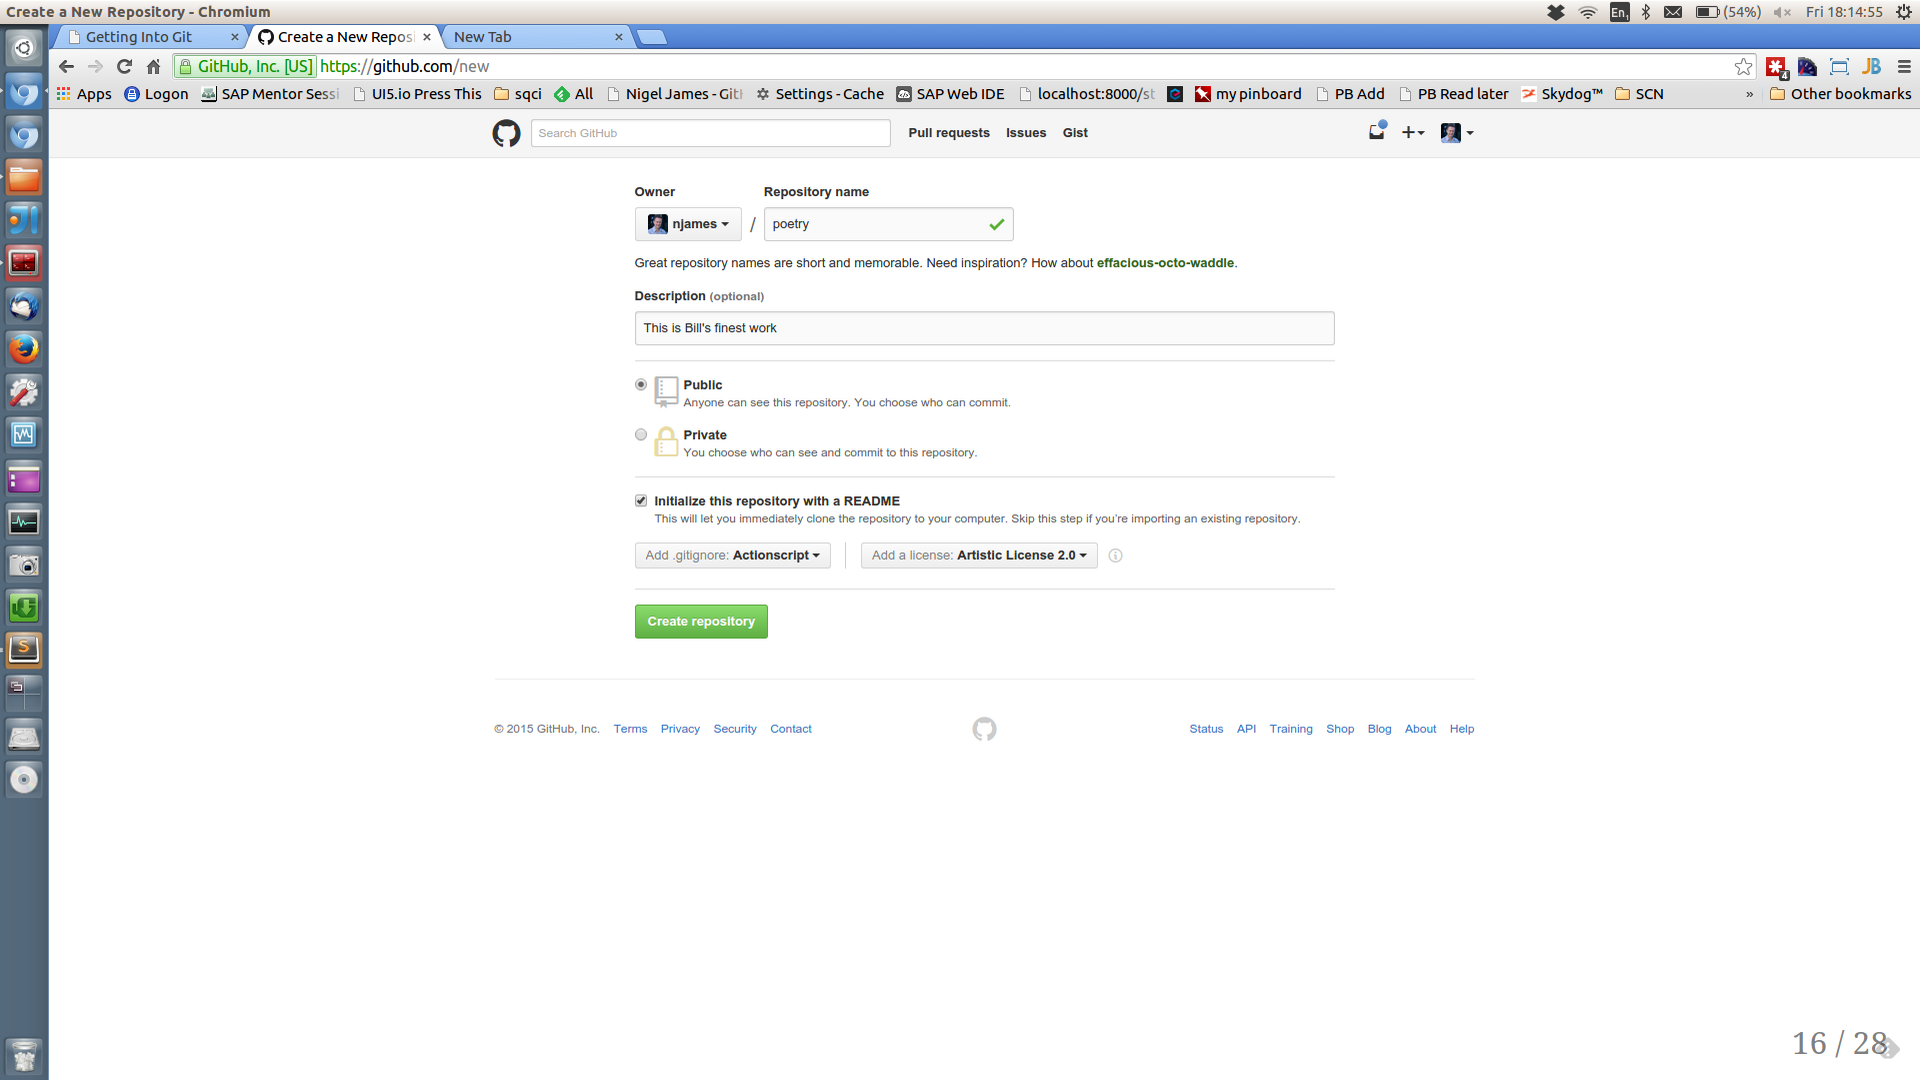 Create a New Repository - Chromium
En1 (54%) Fri 18:14:55
Getting Into Git × Create a New Reposi × New Tab ×
GitHub, Inc. [US] https://github.com/new
4 JB
Apps Logon SAP Mentor Sessi UI5.io Press This sqci All Nigel James - Git Settings - Cache SAP Web IDE localhost:8000/st my pinboard PB Add PB Read later Skydog™ SCN » Other bookmarks
Search GitHub Pull requests Issues Gist
Owner Repository name
njames / poetry
Great repository names are short and memorable. Need inspiration? How about effacious-octo-waddle.
Description (optional)
This is Bill's finest work
Public
Anyone can see this repository. You choose who can commit.
Private
You choose who can see and commit to this repository.
Initialize this repository with a README
This will let you immediately clone the repository to your computer. Skip this step if you're importing an existing repository.
Add .gitignore: Actionscript Add a license: Artistic License 2.0
Create repository
© 2015 GitHub, Inc. Terms Privacy Security Contact Status API Training Shop Blog About Help
16 / 28